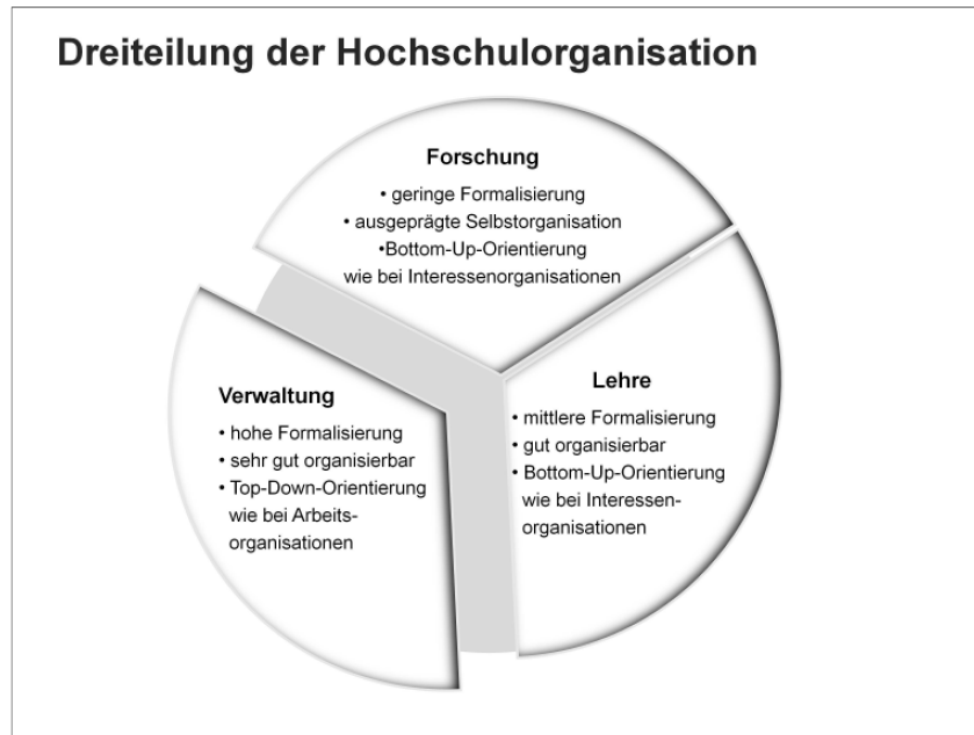 Dreiteilung der Hochschulorganisation
Forschung
• geringe Formalisierung
• ausgeprägte Selbstorganisation
•Bottom-Up-Orientierung
wie bei Interessenorganisationen
Verwaltung
• hohe Formalisierung
• sehr gut organisierbar
• Top-Down-Orientierung
wie bei Arbeits-
organisationen
Lehre
• mittlere Formalisierung
• gut organisierbar
• Bottom-Up-Orientierung
wie bei Interessen-
organisationen